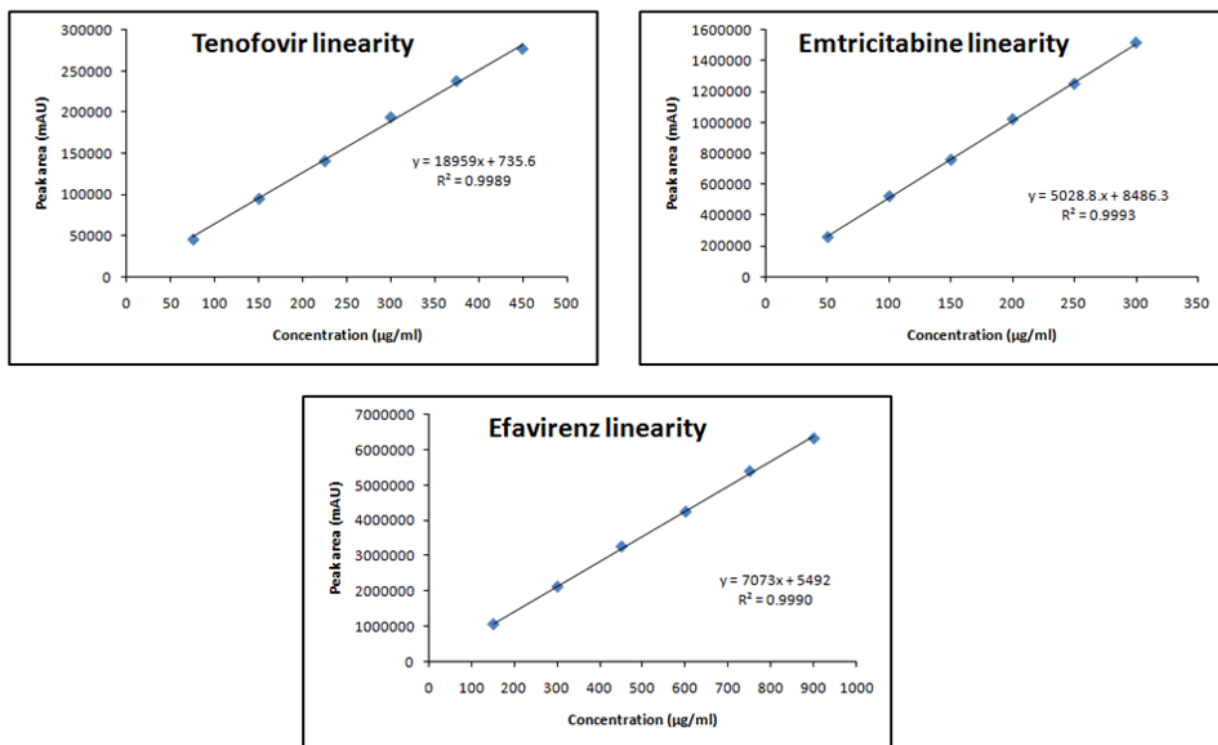 Tenofovir linearity
Peak area (mAU)
300000
250000
200000
150000
100000
50000
0
y = 18959x + 735.6
R² = 0.9989
0 50 100 150 200 250 300 350 400 450 500
Concentration (µg/ml)
Emtricitabine linearity
Peak area (mAU)
1600000
1400000
1200000
1000000
800000
600000
400000
200000
0
y = 5028.8.x + 8486.3
R² = 0.9993
0 50 100 150 200 250 300 350
Concentration (µg/ml)
Efavirenz linearity
Peak area (mAU)
7000000
6000000
5000000
4000000
3000000
2000000
1000000
0
y = 7073x + 5492
R² = 0.9990
0 100 200 300 400 500 600 700 800 900 1000
Concentration (µg/ml)